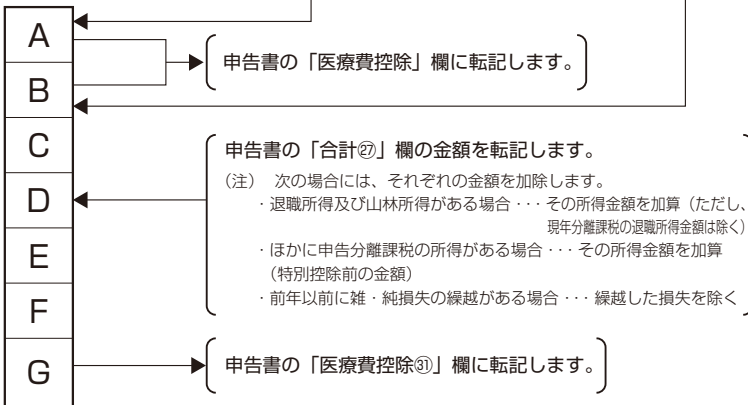 A
申告書の「医療費控除」欄に転記します。
B
C
申告書の「合計㉗」欄の金額を転記します。
(注) 次の場合には、それぞれの金額を加除します。
D
・退職所得及び山林所得がある場合・・・その所得金額を加算（ただし、
現年分離課税の退職所得金額は除く）
E
・ほかに申告分離課税の所得がある場合・・・その所得金額を加算
（特別控除前の金額）
F
・前年以前に雑・純損失の繰越がある場合・・・繰越した損失を除く
G
申告書の「医療費控除㉛」欄に転記します。